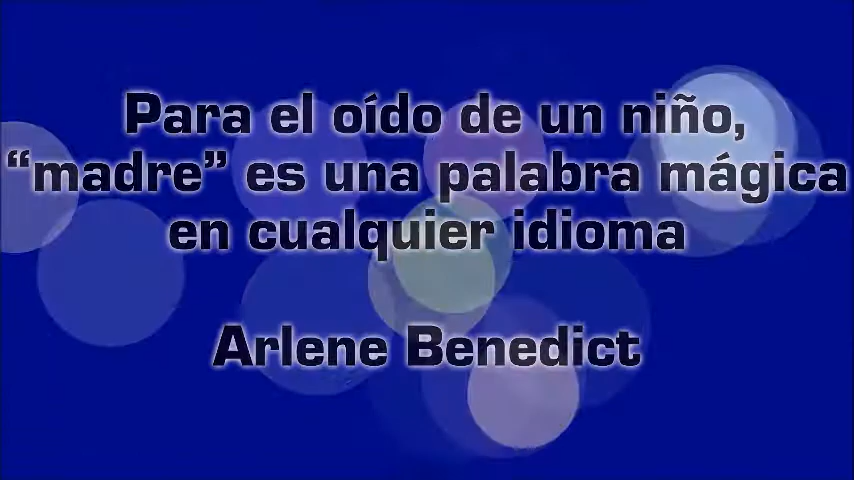 Para el oído de un niño,
“madre” es una palabra mágica
en cualquier idioma
Arlene Benedict